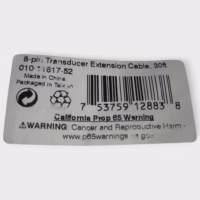 8-pin Transducer Extension Cable, 30ft
010-11617-52
Made in China
Packaged in Taiwan
7 53759 12883 8
California Prop 65 Warning
⚠WARNING: Cancer and Reproductive Harm -
www.p65warnings.ca.gov